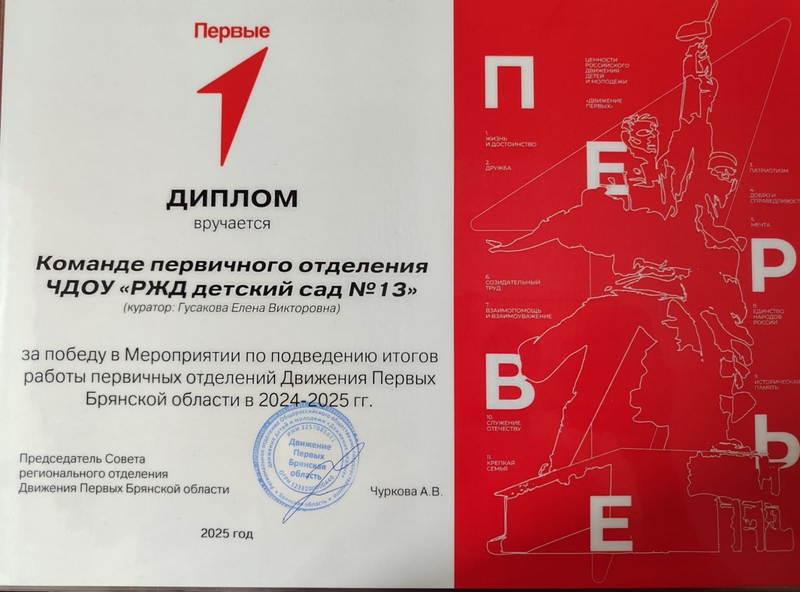 Первые
ДИПЛОМ
вручается
Команде первичного отделения
ЧДОУ «РЖД детский сад №13»
(куратор: Гусакова Елена Викторовна)
за победу в Мероприятии по подведению итогов
работы первичных отделений Движения Первых
Брянской области в 2024-2025 гг.
Председатель Совета
регионального отделения
Движения Первых Брянской области
Движение
Первых
Брянская
область
Чуркова А.В.
2025 год
П
Е
Р
В
Ы
Е
ЦЕННОСТИ
РОССИЙСКОГО
ДВИЖЕНИЯ
ДЕТЕЙ
И МОЛОДЕЖИ
«ДВИЖЕНИЕ
ПЕРВЫХ»
1.
ЖИЗНЬ
И ДОСТОИНСТВО
2.
ДРУЖБА
3.
ПАТРИОТИЗМ
4.
ДОБРО И
СПРАВЕДЛИВОСТ
5.
МЕЧТА
6.
СОЗИДАТЕЛЬНЫЙ
ТРУД
7.
ВЗАИМОПОМОЩЬ
И ВЗАИМОУВАЖЕНИЕ
8.
ЕДИНСТВО
НАРОДОВ
РОССИИ
9.
ИСТОРИЧЕСКАЯ
ПАМЯТЬ
10.
СЛУЖЕНИЕ
ОТЕЧЕСТВУ
11.
КРЕПКАЯ
СЕМЬЯ